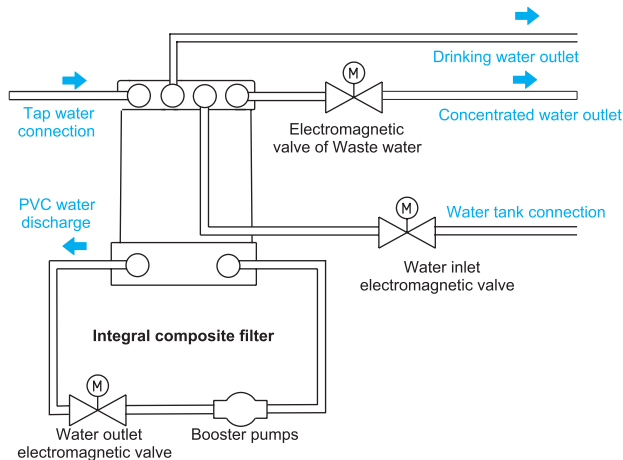 Drinking water outlet
M
Tap water
connection
Concentrated water outlet
Electromagnetic
valve of Waste water
PVC water
discharge
M
Water tank connection
Water inlet
electromagnetic valve
Integral composite filter
M
Water outlet
electromagnetic valve
Booster pumps